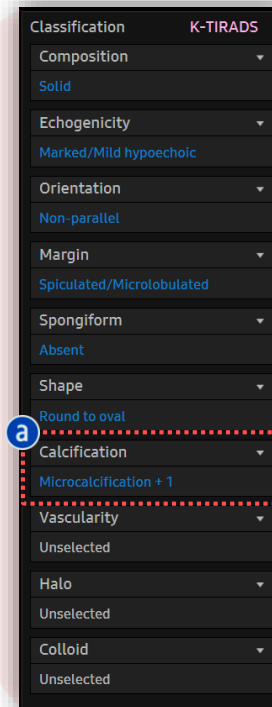 Classification K-TIRADS
Composition
Solid
Echogenicity
Marked/Mild hypoechoic
Orientation
Non-parallel
Margin
Spiculated/Microlobulated
Spongiform
Absent
Shape
Round to oval
a
Calcification
Microcalcification + 1
Vascularity
Unselected
Halo
Unselected
Colloid
Unselected